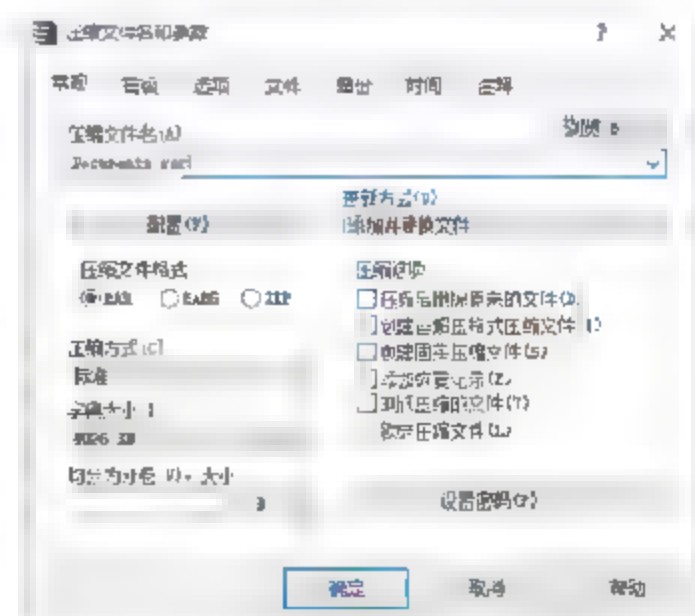 压缩文件名和参数
常规 高级 选项 文件 备份 时间 注释
压缩文件名(A)
浏览 B
更新方式(U)
配置(F)
添加并替换文件
压缩文件格式
RAR RAR5 ZIP
压缩选项
压缩后删除原来的文件(D)
创建自解压格式压缩文件
创建固实压缩文件(S)
添加恢复记录
测试压缩的文件(T)
锁定压缩文件(L)
压缩方式(C)
标准
字典大小 I
4096 KB
切分为分卷 (V), 大小
B
设置密码(P)
确定 取消 帮助